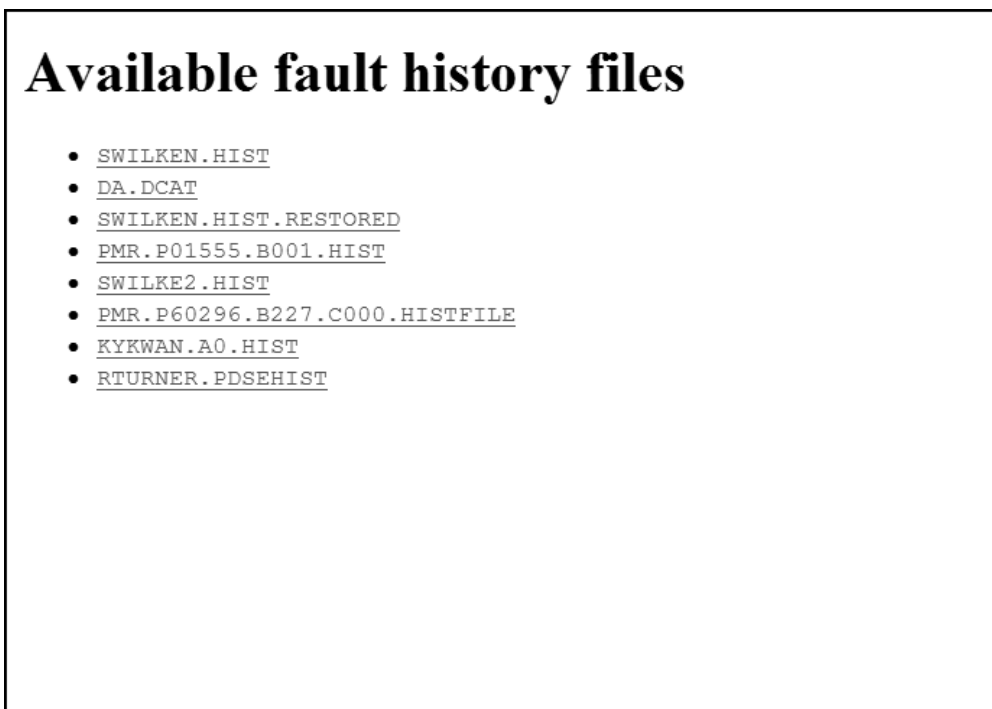 Available fault history files
SWILKEN.HIST
DA.DCAT
SWILKEN.HIST.RESTORED
PMR.P01555.B001.HIST
SWILKE2.HIST
PMR.P60296.B227.C000.HISTFILE
KYKWAN.A0.HIST
RTURNER.PDSEHIST